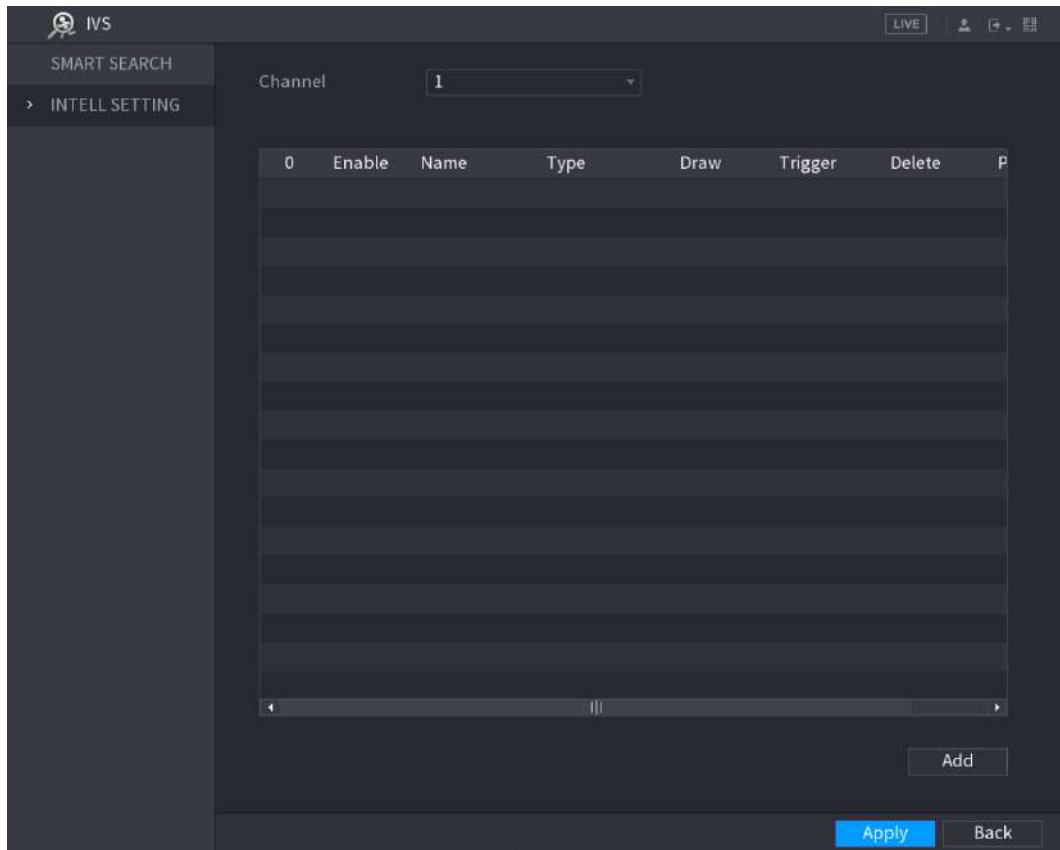 IVS LIVE
SMART SEARCH
INTELL SETTING
Channel 1
0 Enable Name Type Draw Trigger Delete P
Add
Apply Back